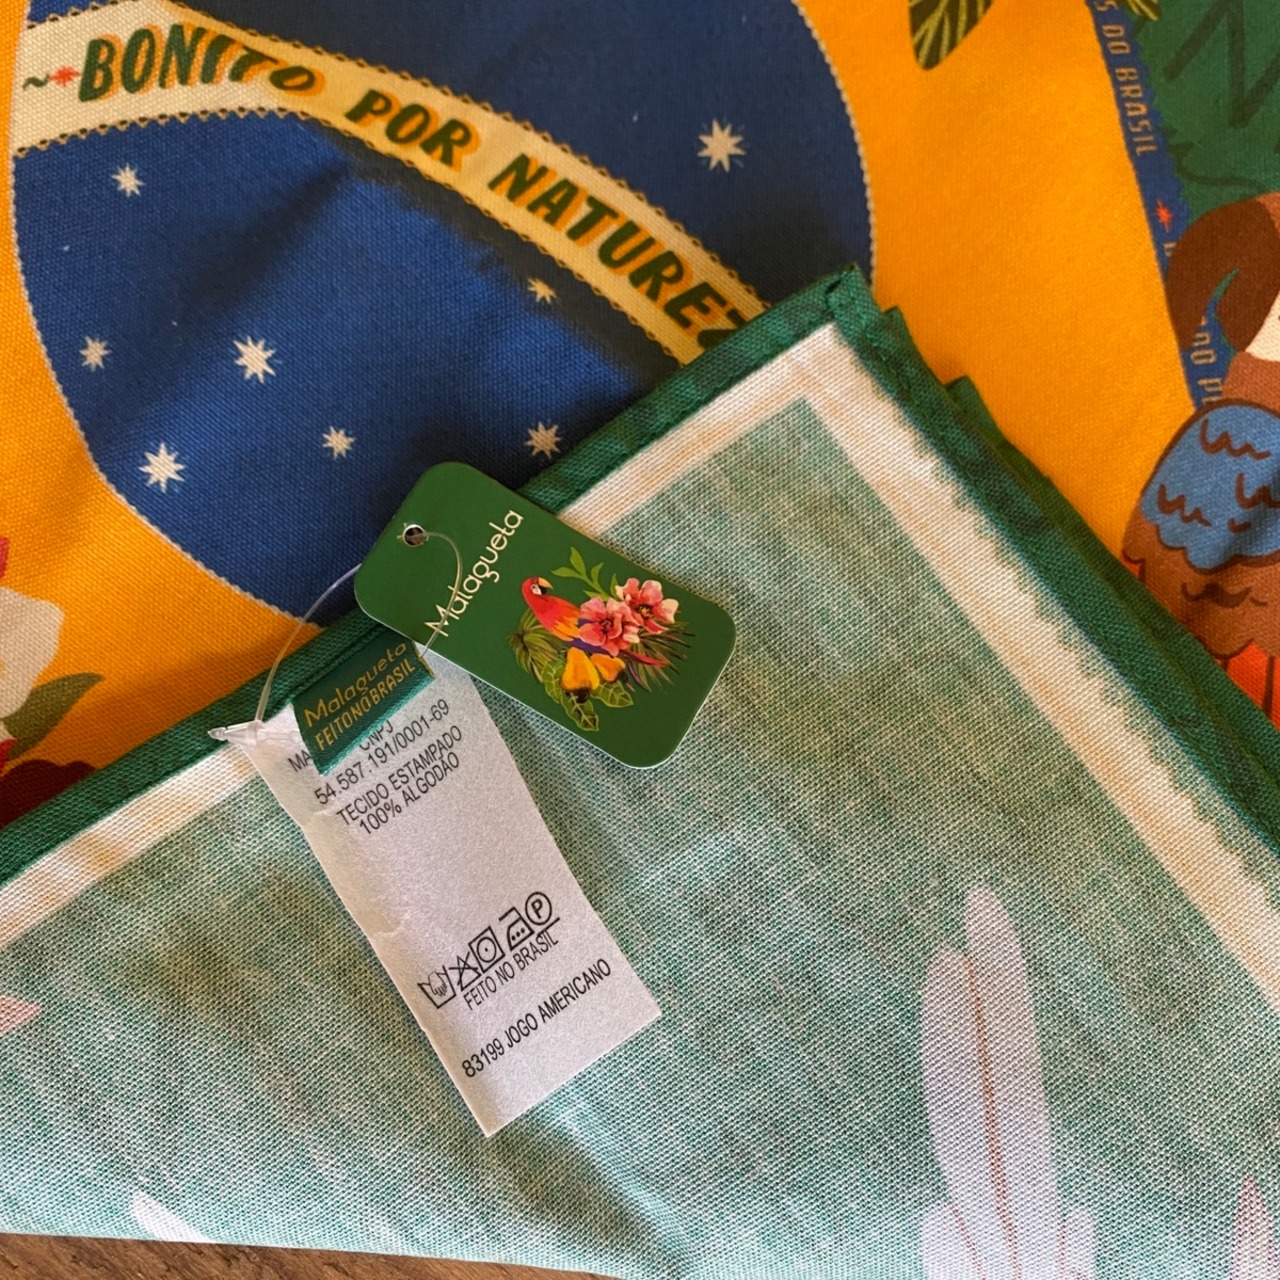 BONITO POR NATUREZ
S DO BRASIL
Malagueta
Malagueta
FEITO NO BRASIL
CNPJ
54.587.191/0001-69
TECIDO ESTAMPADO
100% ALGODÃO
P
FEITO NO BRASIL
83199 JOGO AMERICANO